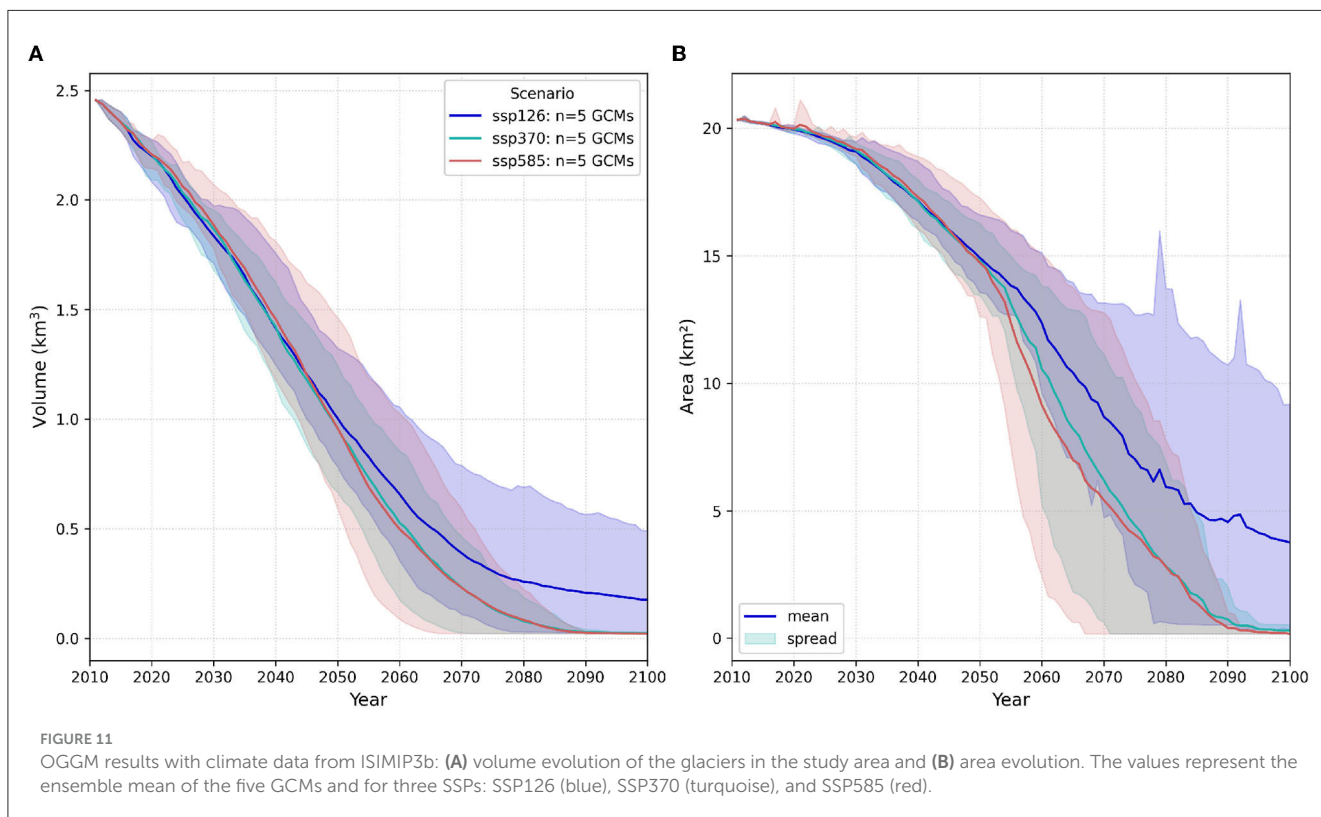 A
Volume (km³)
2.5
2.0
1.5
1.0
0.5
0.0
Scenario
ssp126: n=5 GCMs
ssp370: n=5 GCMs
ssp585: n=5 GCMs
2010 2020 2030 2040 2050 2060 2070 2080 2090 2100
Year
B
Area (km²)
20
15
10
5
0
mean
spread
2010 2020 2030 2040 2050 2060 2070 2080 2090 2100
Year
FIGURE 11
OGGM results with climate data from ISIMIP3b: (A) volume evolution of the glaciers in the study area and (B) area evolution. The values represent the
ensemble mean of the five GCMs and for three SSPs: SSP126 (blue), SSP370 (turquoise), and SSP585 (red).